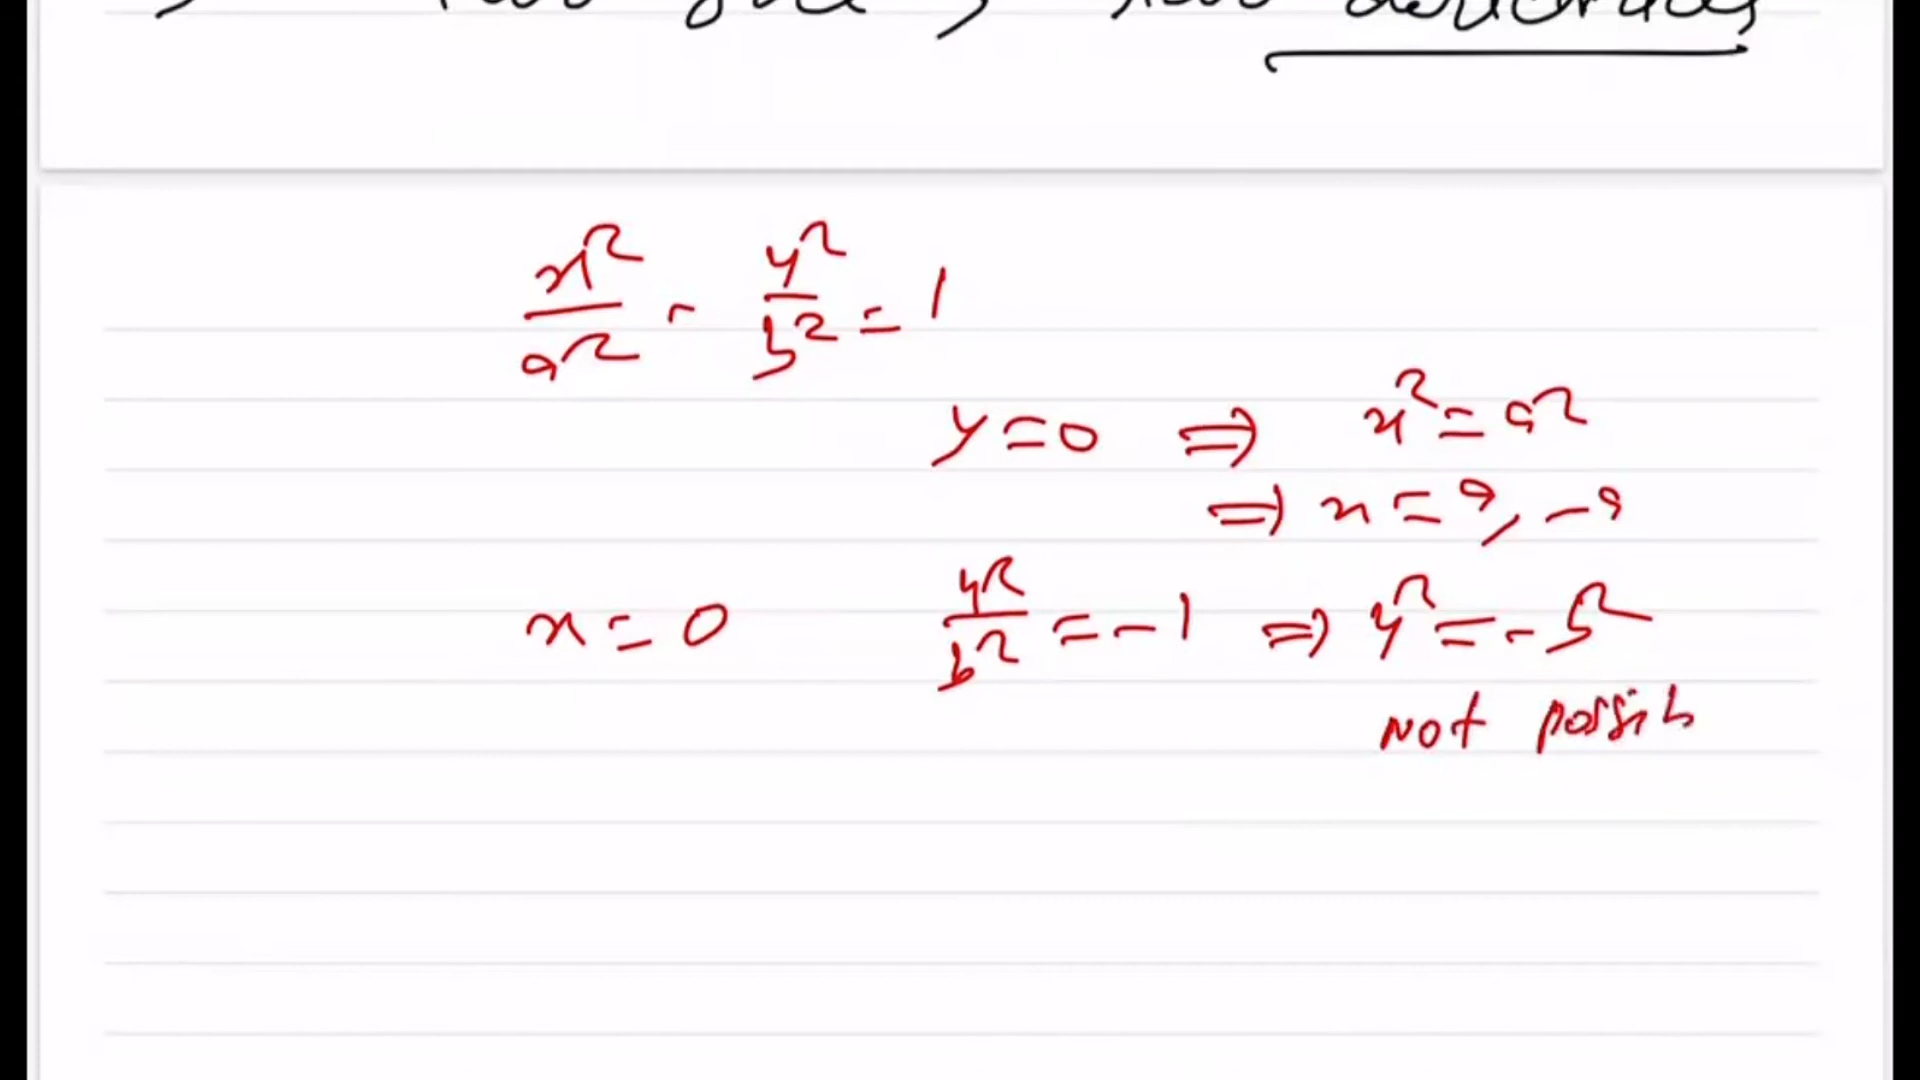 x²/a² - y²/b² = 1
y = 0 ⇒ x² = a²
⇒ x = a, -a
x = 0 y²/b² = -1 ⇒ y² = -b²
Not possib